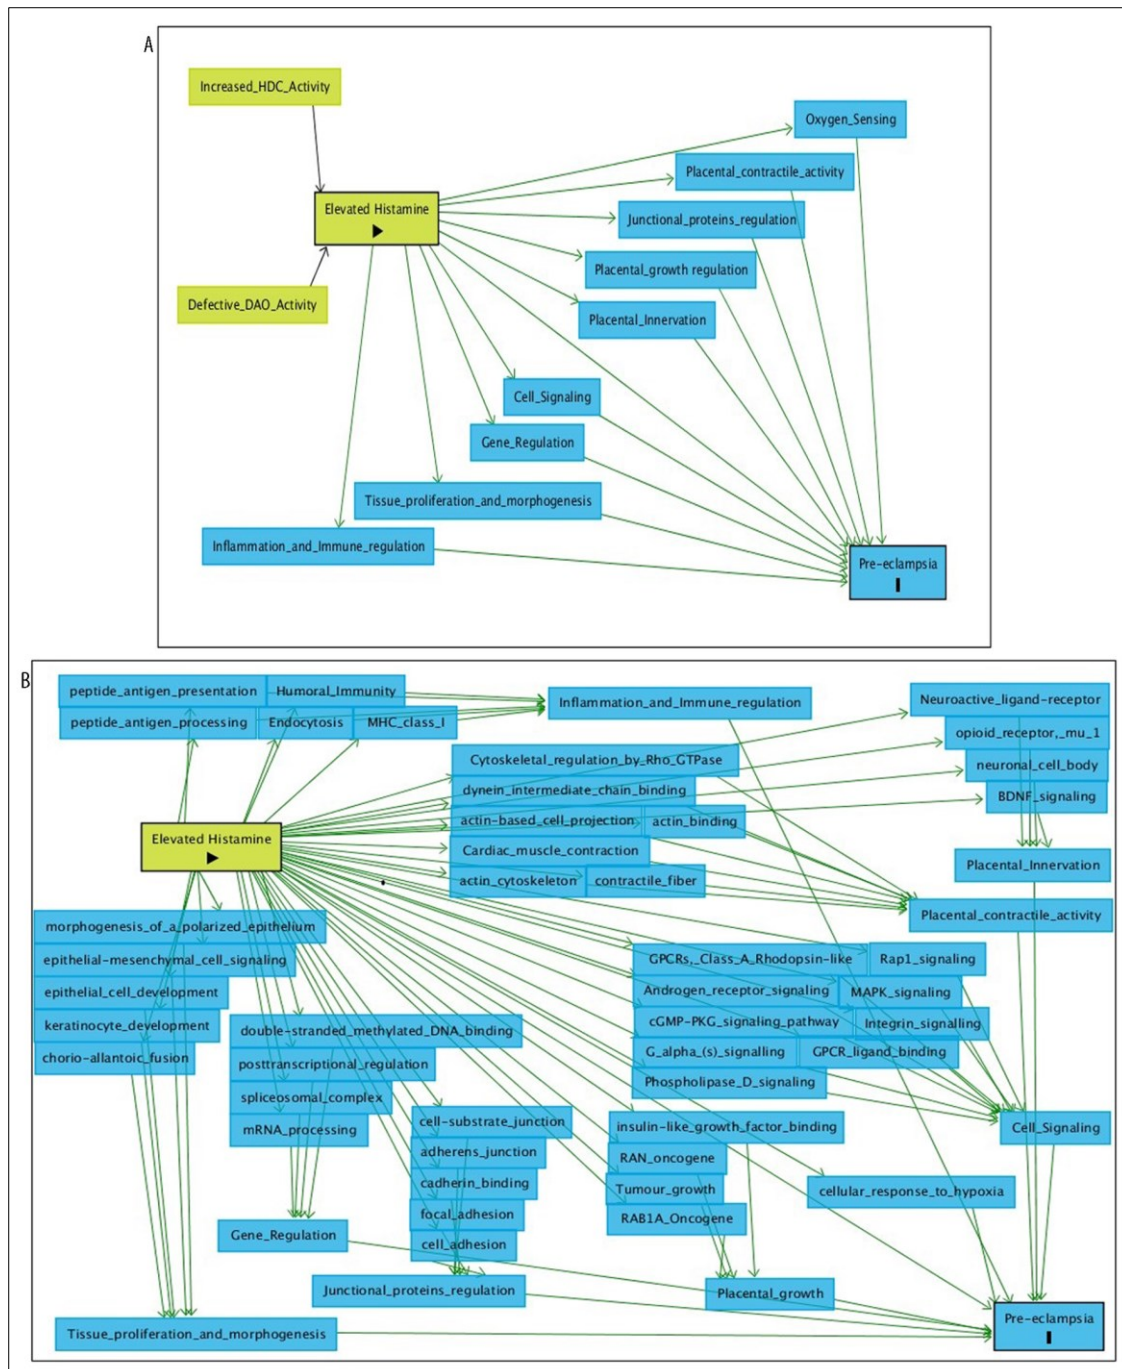 A
Increased_HDC_Activity
Oxygen_Sensing
Placental_contractile_activity
Elevated Histamine
Junctional_proteins_regulation
Placental_growth regulation
Defective_DAO_Activity
Placental_Innervation
Cell_Signaling
Gene_Regulation
Tissue_proliferation_and_morphogenesis
Inflammation_and_Immune_regulation
Pre-eclampsia
B
peptide_antigen_presentation
Humoral_Immunity
Inflammation_and_Immune_regulation
Neuroactive_ligand-receptor
peptide_antigen_processing
Endocytosis
MHC_class_I
opioid_receptor,_mu_1
Cytoskeletal_regulation_by_Rho_GTPase
neuronal_cell_body
dynein_intermediate_chain_binding
BDNF_signaling
actin-based_cell_projection
actin_binding
Elevated Histamine
Cardiac_muscle_contraction
Placental_Innervation
actin_cytoskeleton
contractile_fiber
Placental_contractile_activity
morphogenesis_of_a_polarized_epithelium
epithelial-mesenchymal_cell_signaling
GPCRs,_Class_A_Rhodopsin-like
Rap1_signaling
epithelial_cell_development
Androgen_receptor_signaling
MAPK_signaling
keratinocyte_development
double-stranded_methylated_DNA_binding
cGMP-PKG_signaling_pathway
Integrin_signalling
chorio-allantoic_fusion
posttranscriptional_regulation
G_alpha_(s)_signalling
GPCR_ligand_binding
spliceosomal_complex
Phospholipase_D_signaling
mRNA_processing
cell-substrate_junction
insulin-like_growth_factor_binding
Cell_Signaling
adherens_junction
RAN_oncogene
cadherin_binding
Tumour_growth
cellular_response_to_hypoxia
focal_adhesion
RAB1A_Oncogene
Gene_Regulation
cell_adhesion
Junctional_proteins_regulation
Placental_growth
Tissue_proliferation_and_morphogenesis
Pre-eclampsia